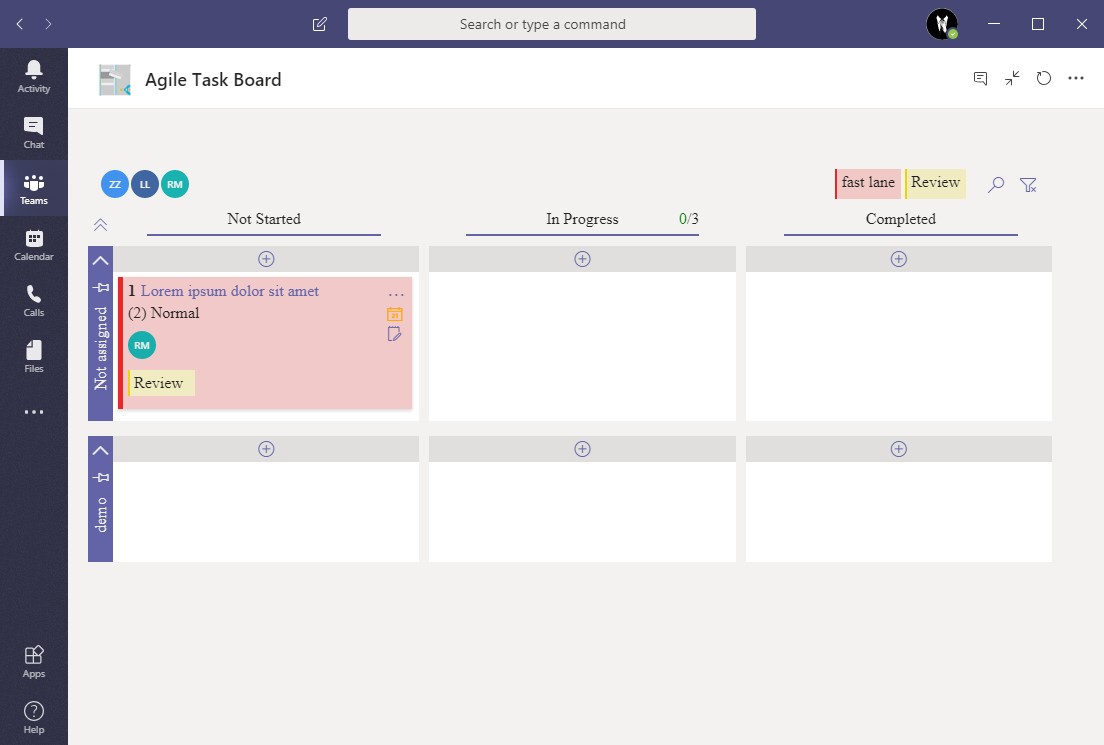 Search or type a command
Activity
Chat
Teams
Calendar
Calls
Files
Apps
Help
Agile Task Board
ZZ LL RM
fast lane Review
Not Started In Progress 0/3 Completed
Not assigned
1 Lorem ipsum dolor sit amet
(2) Normal
31
RM
Review
demo